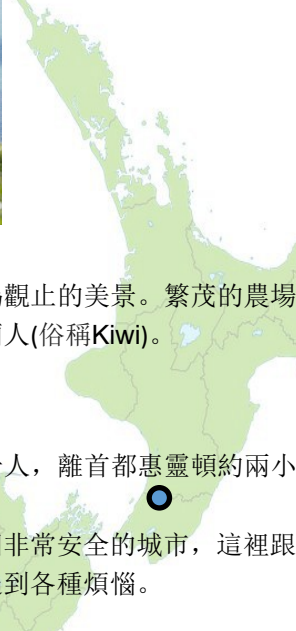 觀止的美景。繁茂的農場
人(俗稱Kiwi)。
人，離首都惠靈頓約兩小
非常安全的城市，這裡跟
到各種煩惱。